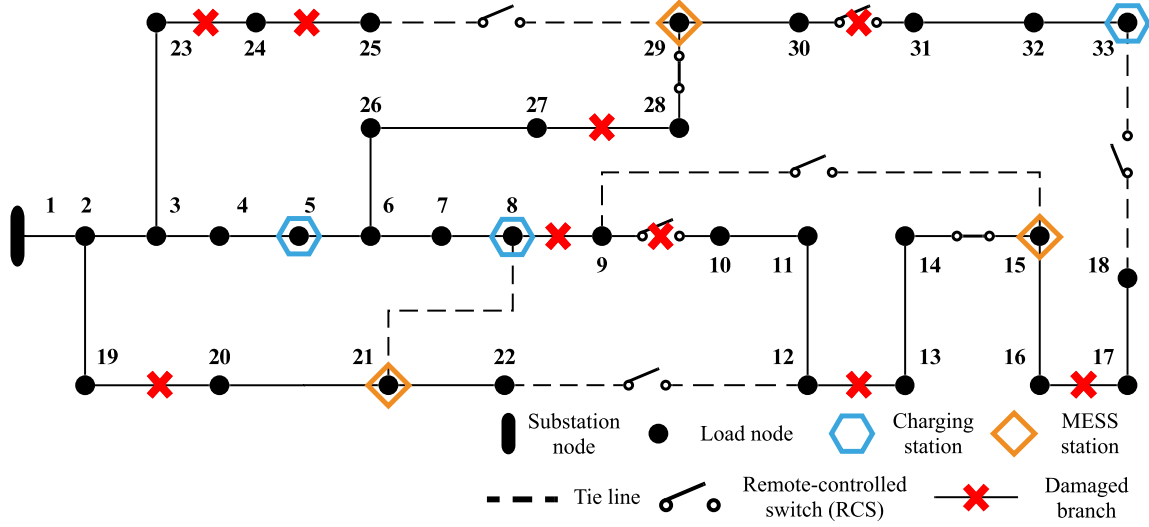 23 24 25 29 30 31 32 33
26 27 28
1 2 3 4 5 6 7 8
9 10 11 14 15 18
19 20 21 22 12 13 16 17
Substation
node
Load node
Charging
station
MESS
station
Tie line
Remote-controlled
switch (RCS)
Damaged
branch